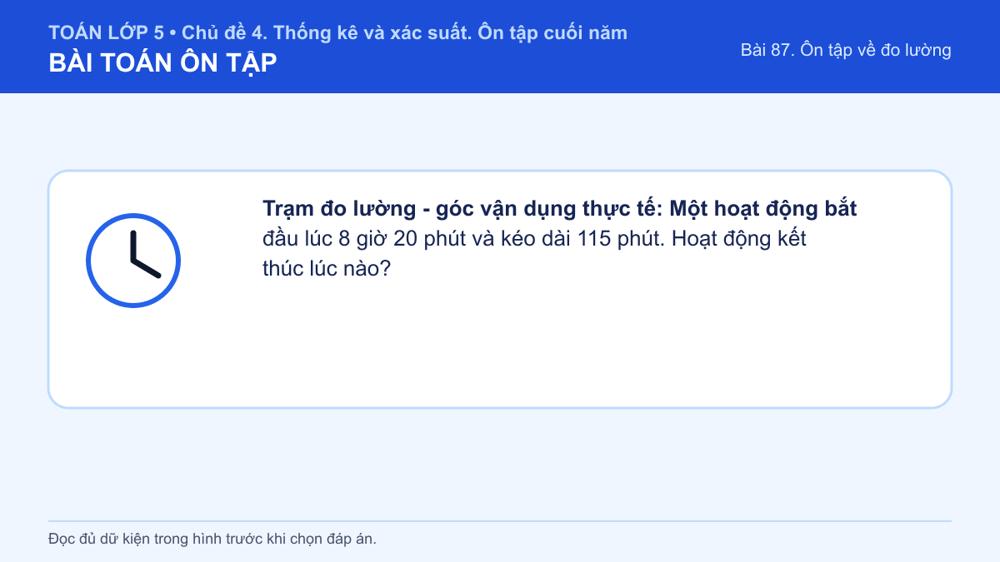 TOÁN LỚP 5 • Chủ đề 4. Thống kê và xác suất. Ôn tập cuối năm
BÀI TOÁN ÔN TẬP
Bài 87. Ôn tập về đo lường
Trạm đo lường - góc vận dụng thực tế: Một hoạt động bắt
đầu lúc 8 giờ 20 phút và kéo dài 115 phút. Hoạt động kết
thúc lúc nào?
Đọc đủ dữ kiện trong hình trước khi chọn đáp án.